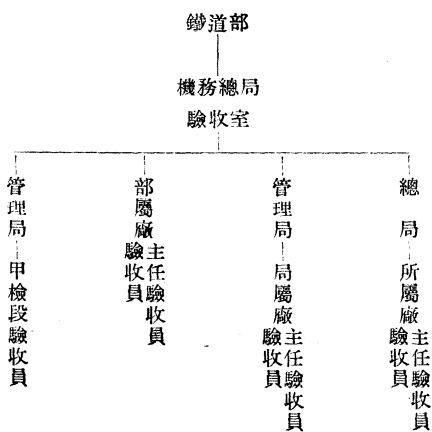 鐵道部
機務總局
驗收室
總局—所屬廠主任驗收員
驗收員
管理局—局屬廠主任驗收員
驗收員
部屬廠主任驗收員
驗收員
管理局—甲檢段驗收員